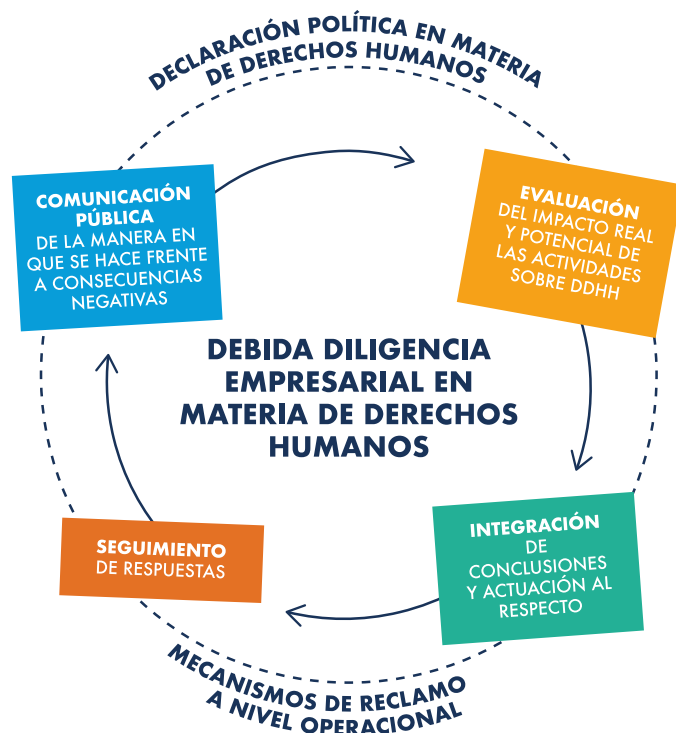 DECLARACIÓN POLÍTICA EN MATERIA
DE DERECHOS HUMANOS
COMUNICACIÓN
PÚBLICA
DE LA MANERA EN
QUE SE HACE FRENTE
A CONSECUENCIAS
NEGATIVAS
EVALUACIÓN
DEL IMPACTO REAL
Y POTENCIAL DE
LAS ACTIVIDADES
SOBRE DDHH
DEBIDA DILIGENCIA
EMPRESARIAL EN
MATERIA DE DERECHOS
HUMANOS
SEGUIMIENTO
DE RESPUESTAS
INTEGRACIÓN
DE
CONCLUSIONES
Y ACTUACIÓN AL
RESPECTO
MECANISMOS DE RECLAMO
A NIVEL OPERACIONAL